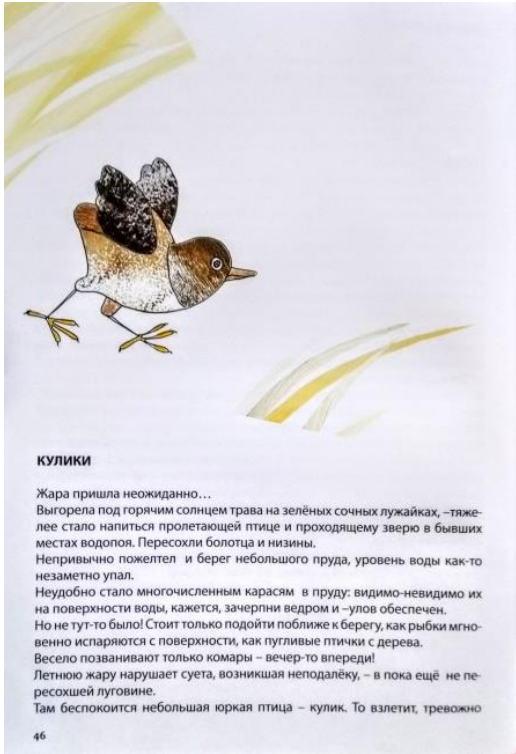 КУЛИКИ
Жара пришла неожиданно...
Выгорела под горячим солнцем трава на зелёных сочных лужайках, –тяже-
лее стало напиться пролетающей птице и проходящему зверю в бывших
местах водопоя. Пересохли болотца и низины.
Непривычно пожелтел и берег небольшого пруда, уровень воды как-то
незаметно упал.
Неудобно стало многочисленным карасям в пруду: видимо-невидимо их
на поверхности воды, кажется, зачерпни ведром и –улов обеспечен.
Но не тут-то было! Стоит только подойти поближе к берегу, как рыбки мгно-
венно испаряются с поверхности, как пугливые птички с дерева.
Весело позванивают только комары – вечер-то впереди!
Летнюю жару нарушает суета, возникшая неподалёку, – в пока ещё не пе-
ресохшей луговине.
Там беспокоится небольшая юркая птица – кулик. То взлетит, тревожно
46